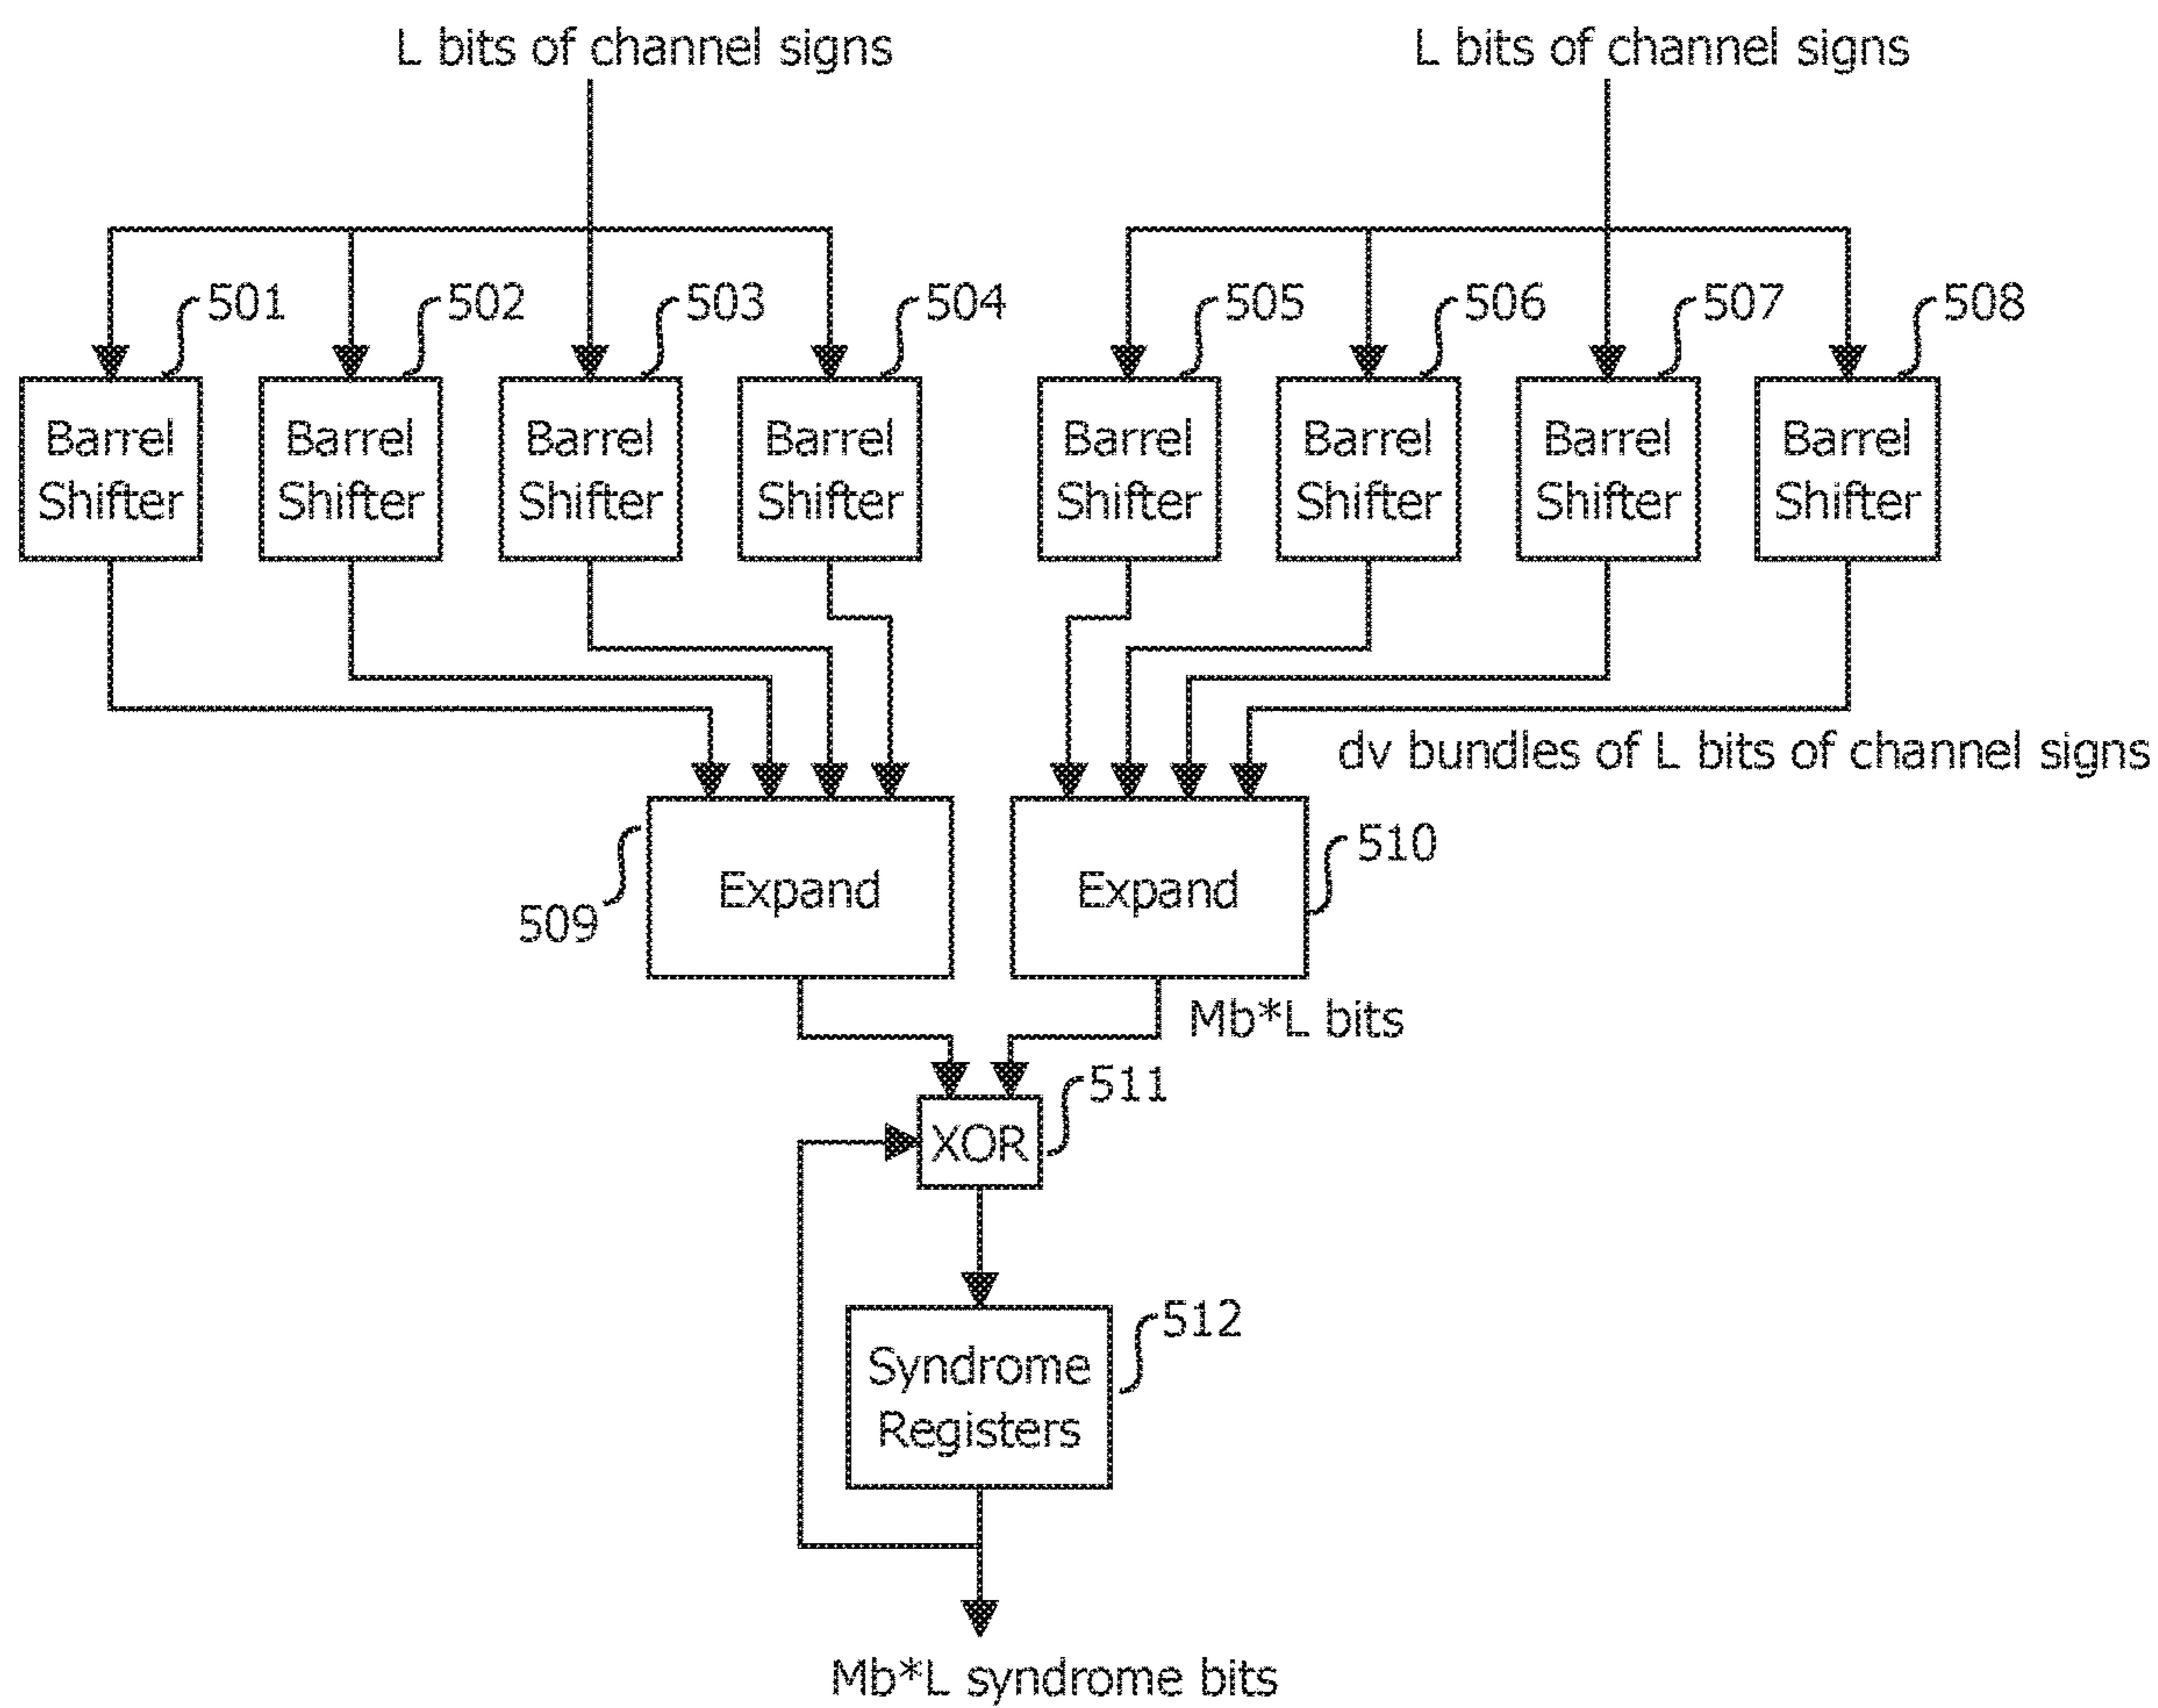 L bits of channel signs
L bits of channel signs
501
502
503
504
505
506
507
508
Barrel
Shifter
Barrel
Shifter
Barrel
Shifter
Barrel
Shifter
Barrel
Shifter
Barrel
Shifter
Barrel
Shifter
Barrel
Shifter
dv bundles of L bits of channel signs
Expand
Expand
509
510
Mb*L bits
511
XOR
512
Syndrome
Registers
Mb*L syndrome bits